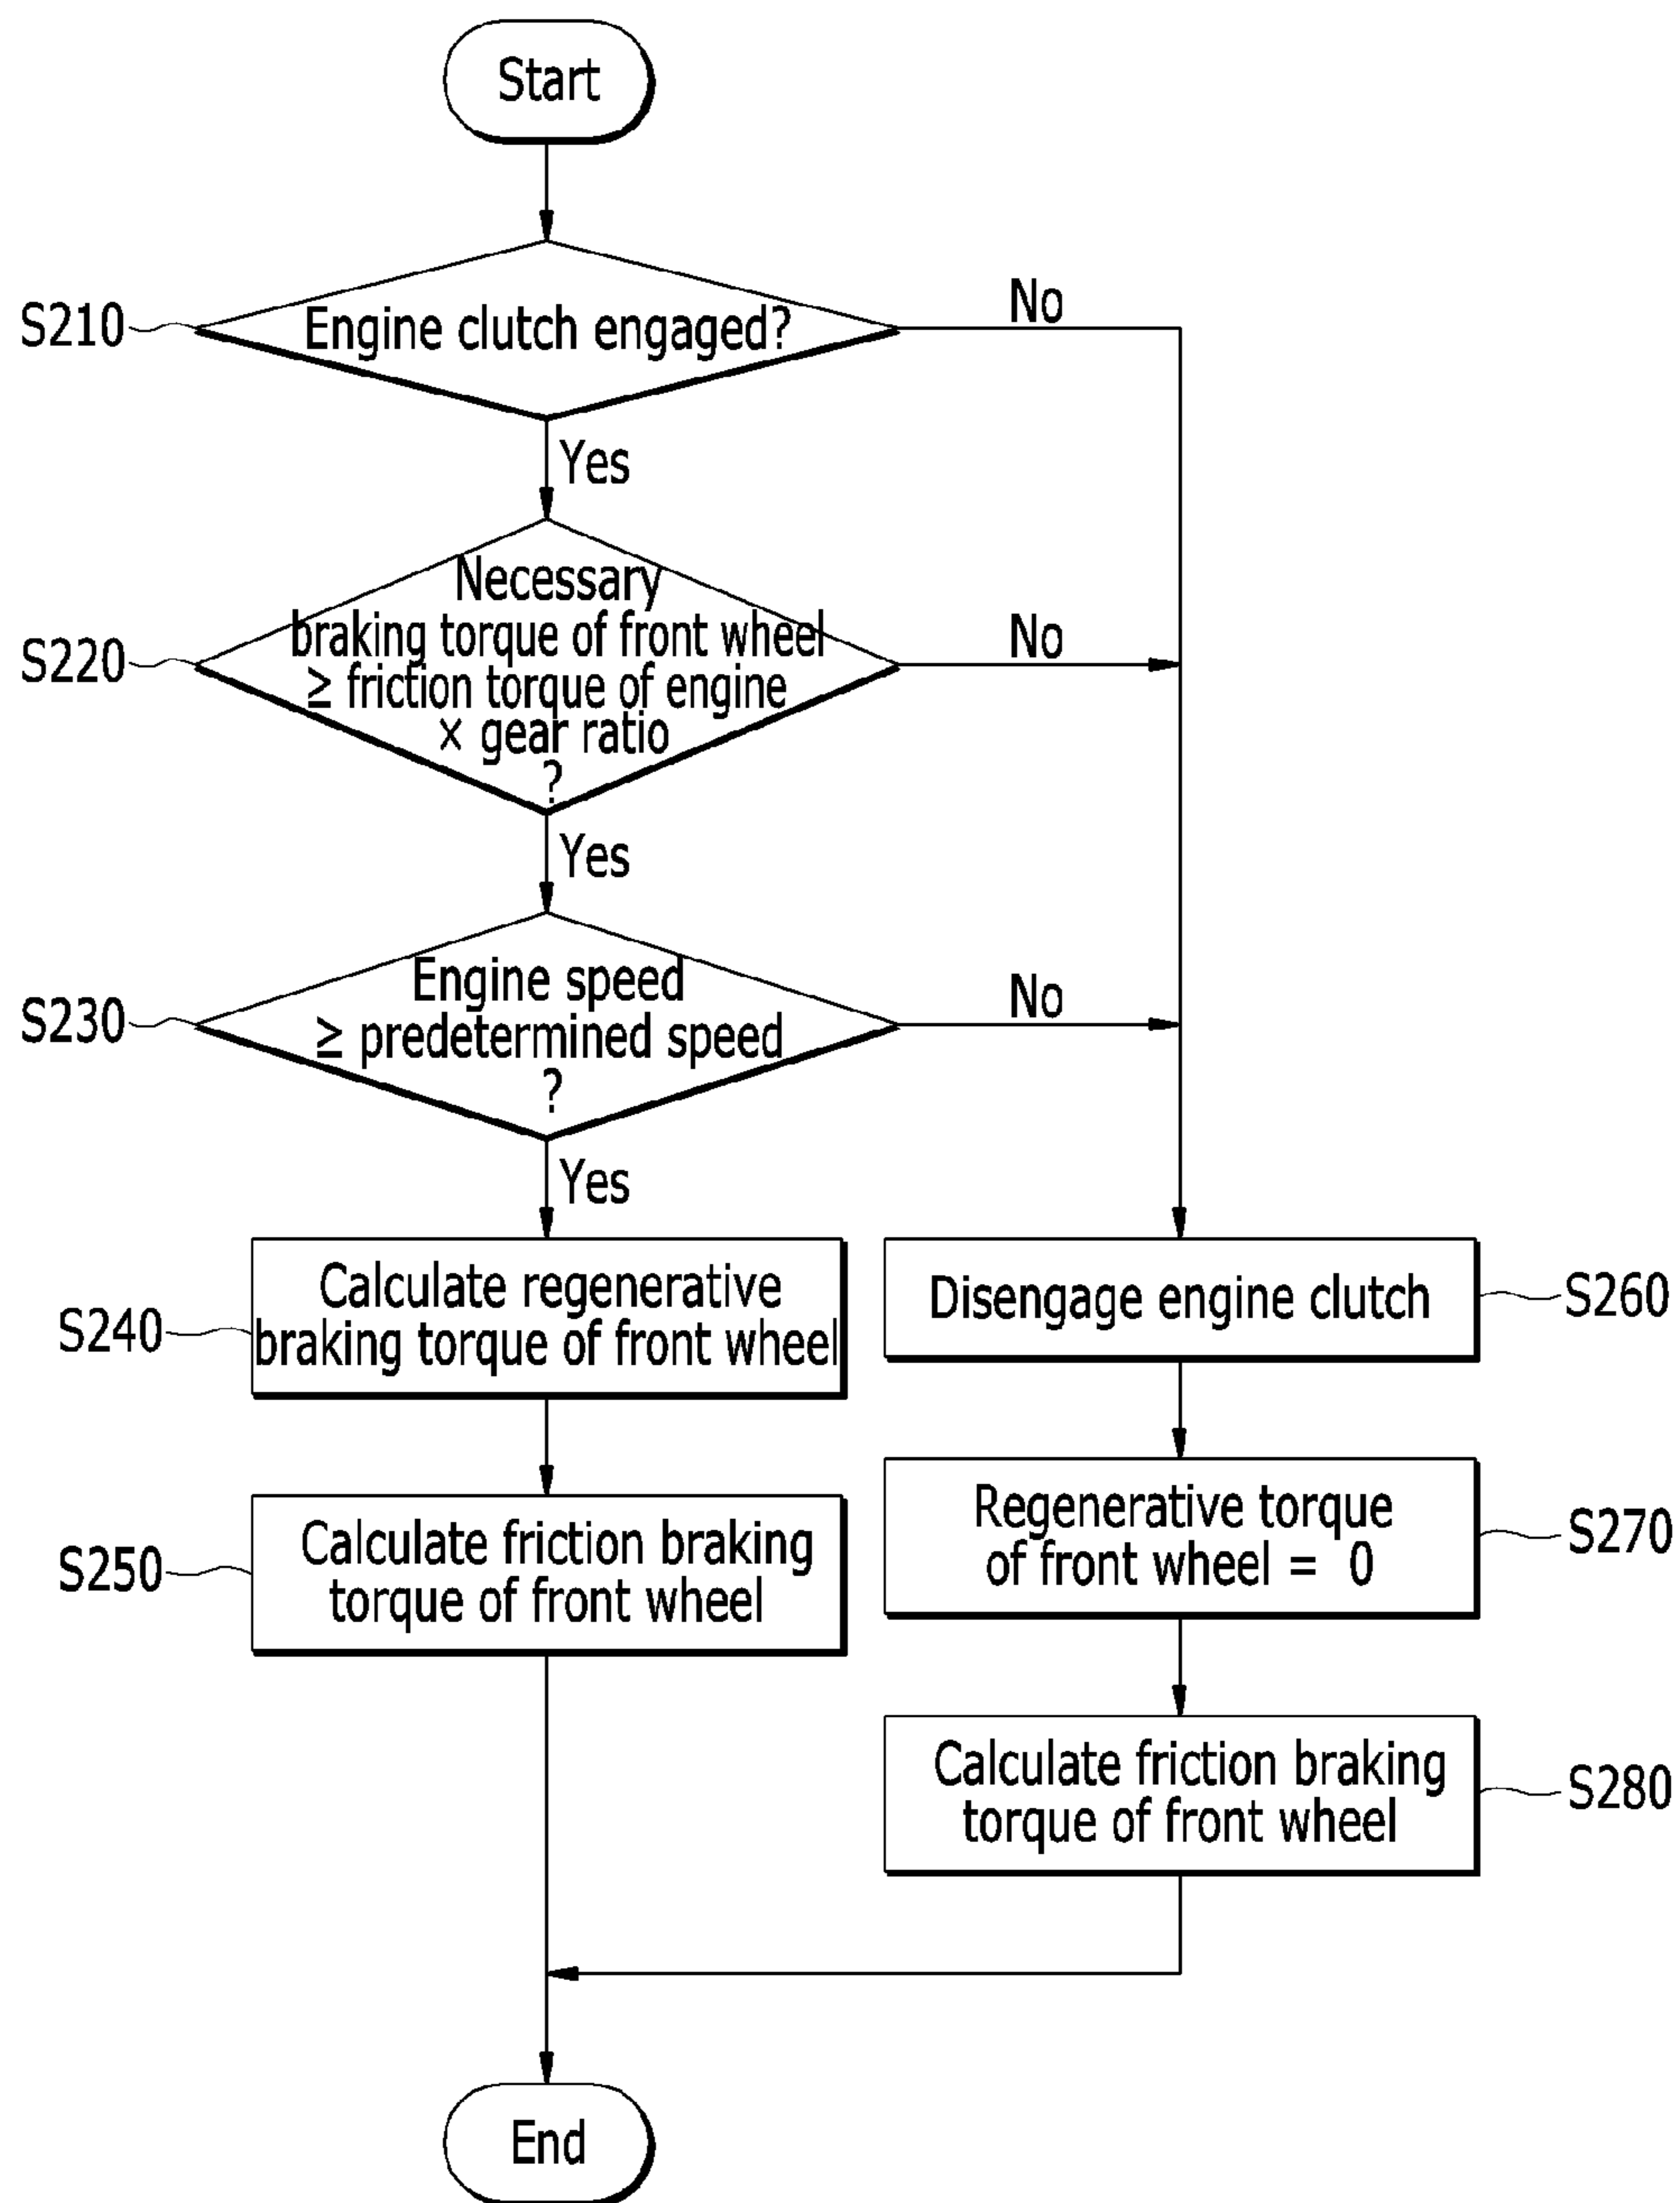 Start
S210
Engine clutch engaged?
No
Yes
S220
Necessary
braking torque of front wheel
≥ friction torque of engine
× gear ratio
?
No
Yes
S230
Engine speed
≥ predetermined speed
?
No
Yes
S240
Calculate regenerative
braking torque of front wheel
Disengage engine clutch
S260
S250
Calculate friction braking
torque of front wheel
Regenerative torque
of front wheel = 0
S270
Calculate friction braking
torque of front wheel
S280
End